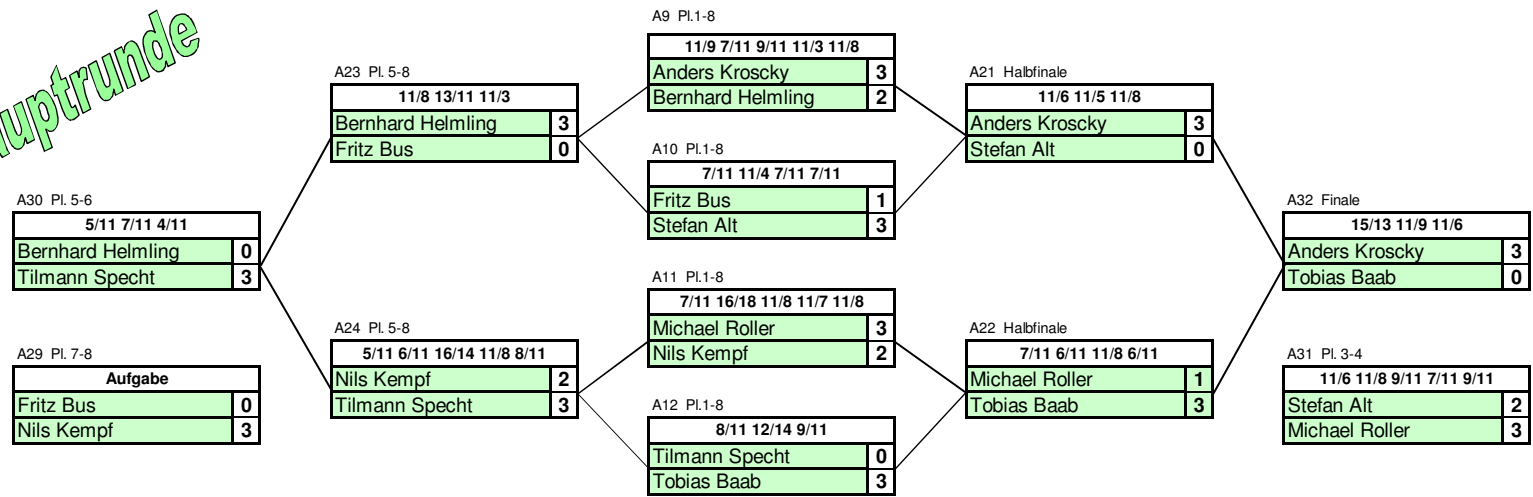 uptrunde
A30 Pl. 5-6
5/11 7/11 4/11
Bernhard Helmling 0
Tilmann Specht 3
A29 Pl. 7-8
Aufgabe
Fritz Bus 0
Nils Kempf 3
A23 Pl. 5-8
11/8 13/11 11/3
Bernhard Helmling 3
Fritz Bus 0
A24 Pl. 5-8
5/11 6/11 16/14 11/8 8/11
Nils Kempf 2
Tilmann Specht 3
A9 Pl.1-8
11/9 7/11 9/11 11/3 11/8
Anders Kroscky 3
Bernhard Helmling 2
A10 Pl.1-8
7/11 11/4 7/11 7/11
Fritz Bus 1
Stefan Alt 3
A11 Pl.1-8
7/11 16/18 11/8 11/7 11/8
Michael Roller 3
Nils Kempf 2
A12 Pl.1-8
8/11 12/14 9/11
Tilmann Specht 0
Tobias Baab 3
A21 Halbfinale
11/6 11/5 11/8
Anders Kroscky 3
Stefan Alt 0
A22 Halbfinale
7/11 6/11 11/8 6/11
Michael Roller 1
Tobias Baab 3
A32 Finale
15/13 11/9 11/6
Anders Kroscky 3
Tobias Baab 0
A31 Pl. 3-4
11/6 11/8 9/11 7/11 9/11
Stefan Alt 2
Michael Roller 3